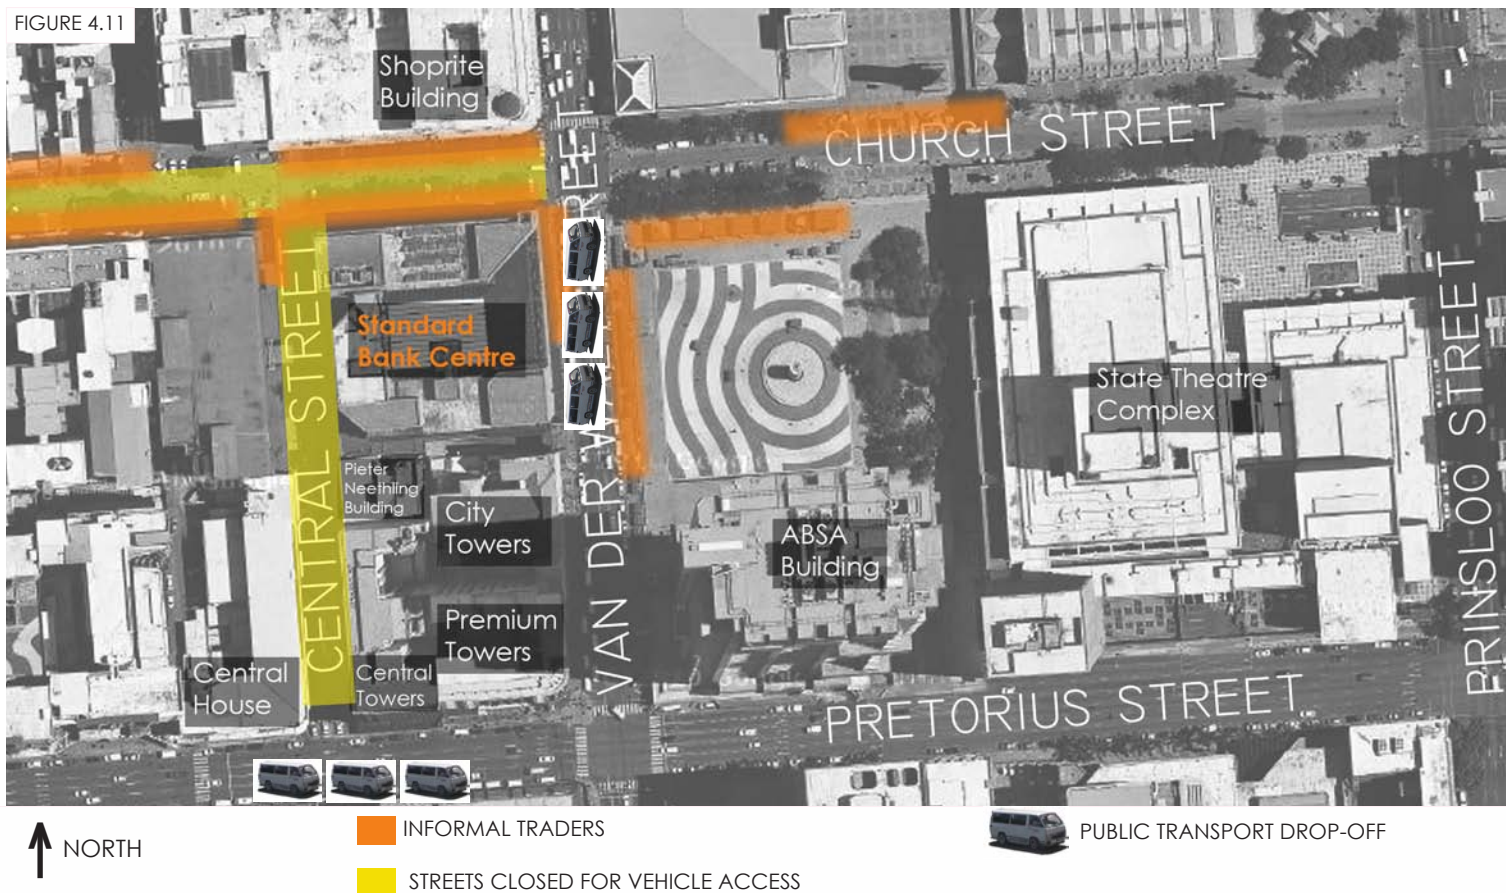 FIGURE 4.11
Shoprite
Building
CHURCH STREET
Standard
Bank Centre
CENTRAL STREET
VAN DER WALT STREET
State Theatre
Complex
PRINSLOO STREET
Pieter
Neethling
Building
City
Towers
ABSA
Building
Premium
Towers
Central
House
Central
Towers
PRETORIUS STREET
NORTH
INFORMAL TRADERS
PUBLIC TRANSPORT DROP-OFF
STREETS CLOSED FOR VEHICLE ACCESS